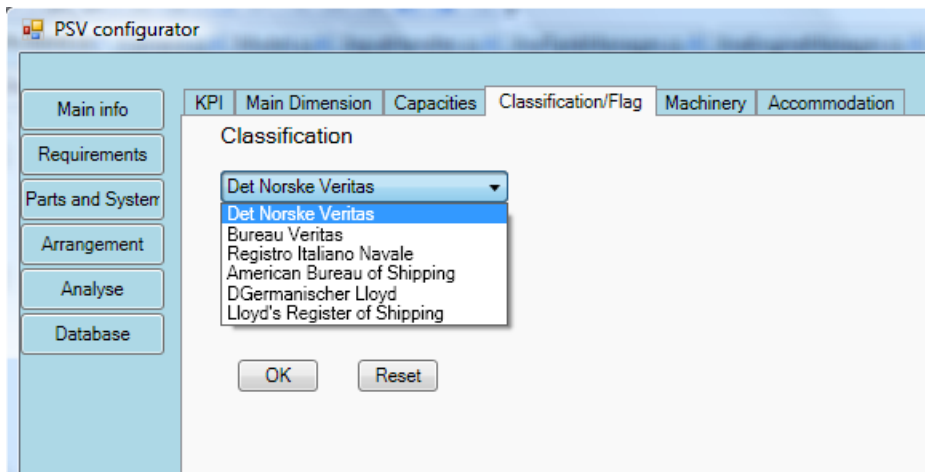 PSV configurator
Main info
Requirements
Parts and System
Arrangement
Analyse
Database
KPI Main Dimension Capacities Classification/Flag Machinery Accommodation
Classification
Det Norske Veritas
Det Norske Veritas
Bureau Veritas
Registro Italiano Navale
American Bureau of Shipping
DGermanischer Lloyd
Lloyd's Register of Shipping
OK Reset